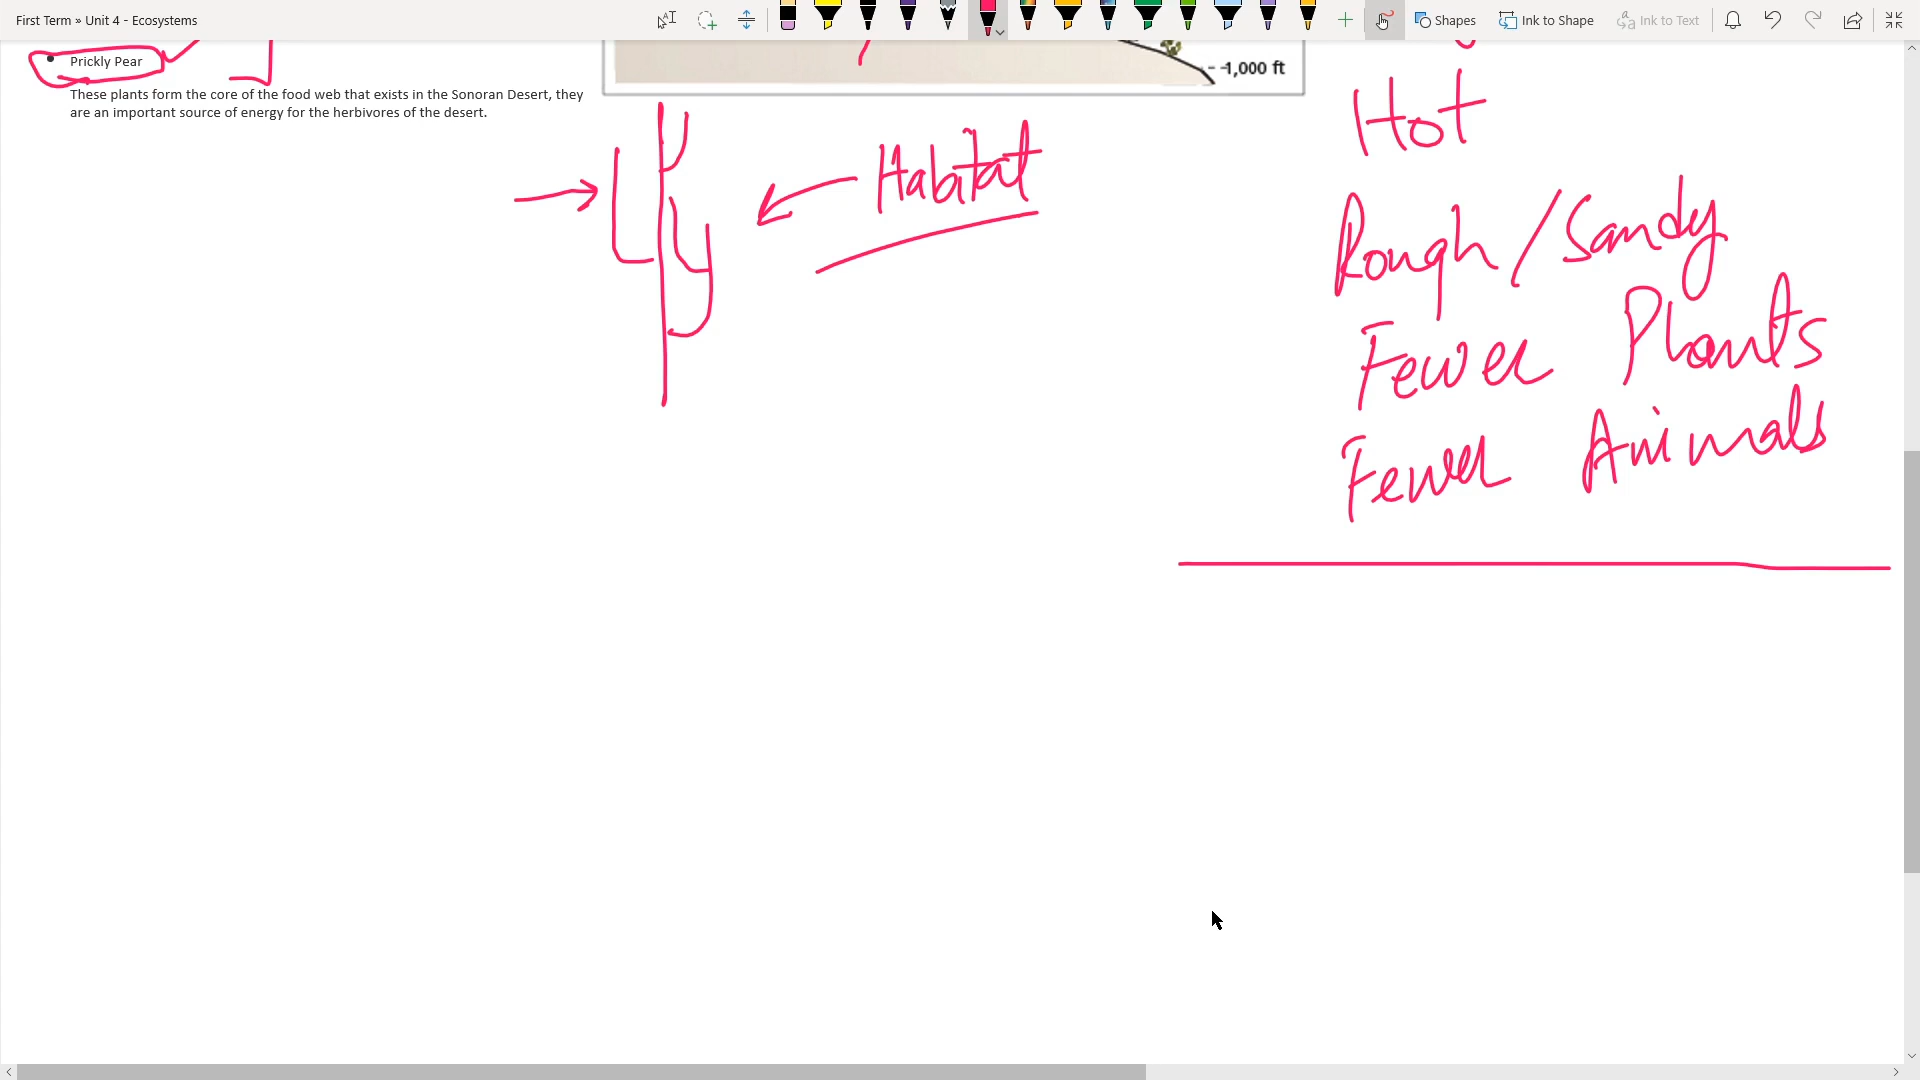 First Term » Unit 4 - Ecosystems
Shapes
Ink to Shape
Ink to Text
• Prickly Pear
These plants form the core of the food web that exists in the Sonoran Desert, they
are an important source of energy for the herbivores of the desert.
1,000 ft
Habitat
Hot
Rough/Sandy
Fewer Plants
Fewer Animals